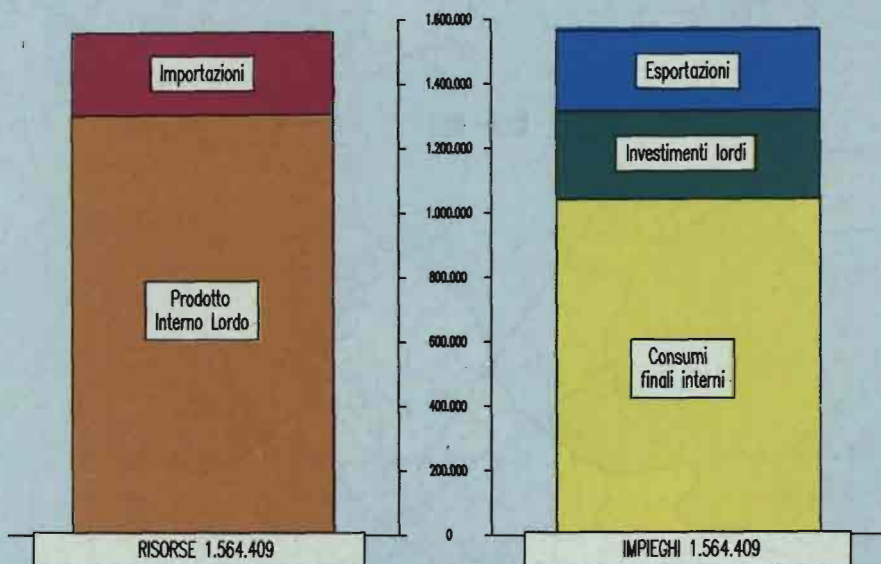 Importazioni
Prodotto
Interno Lordo
RISORSE 1.564.409
1.600.000
1.400.000
1.200.000
1.000.000
800.000
600.000
400.000
200.000
0
Esportazioni
Investimenti lordi
Consumi
finali interni
IMPIEGHI 1.564.409